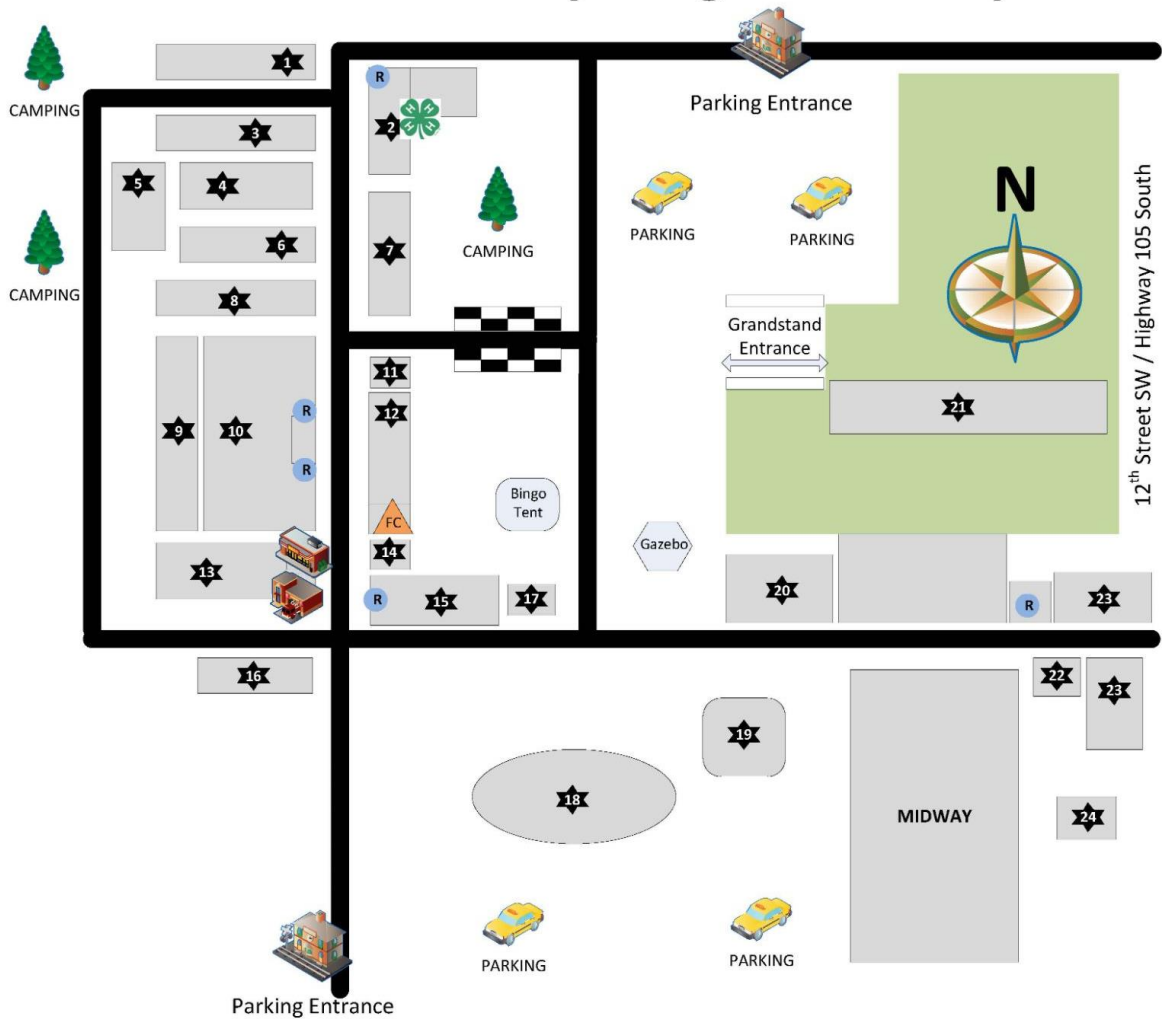 1
CAMPING
R
2
H H
H H
Parking Entrance
3
5
4
N
PARKING
PARKING
6
7
CAMPING
CAMPING
8
Grandstand
Entrance
12th Street SW / Highway 105 South
11
12
21
9
10
R
R
Bingo
Tent
FC
Gazebo
14
13
R
15
17
20
R
23
16
22
23
19
18
MIDWAY
24
PARKING
PARKING
Parking Entrance